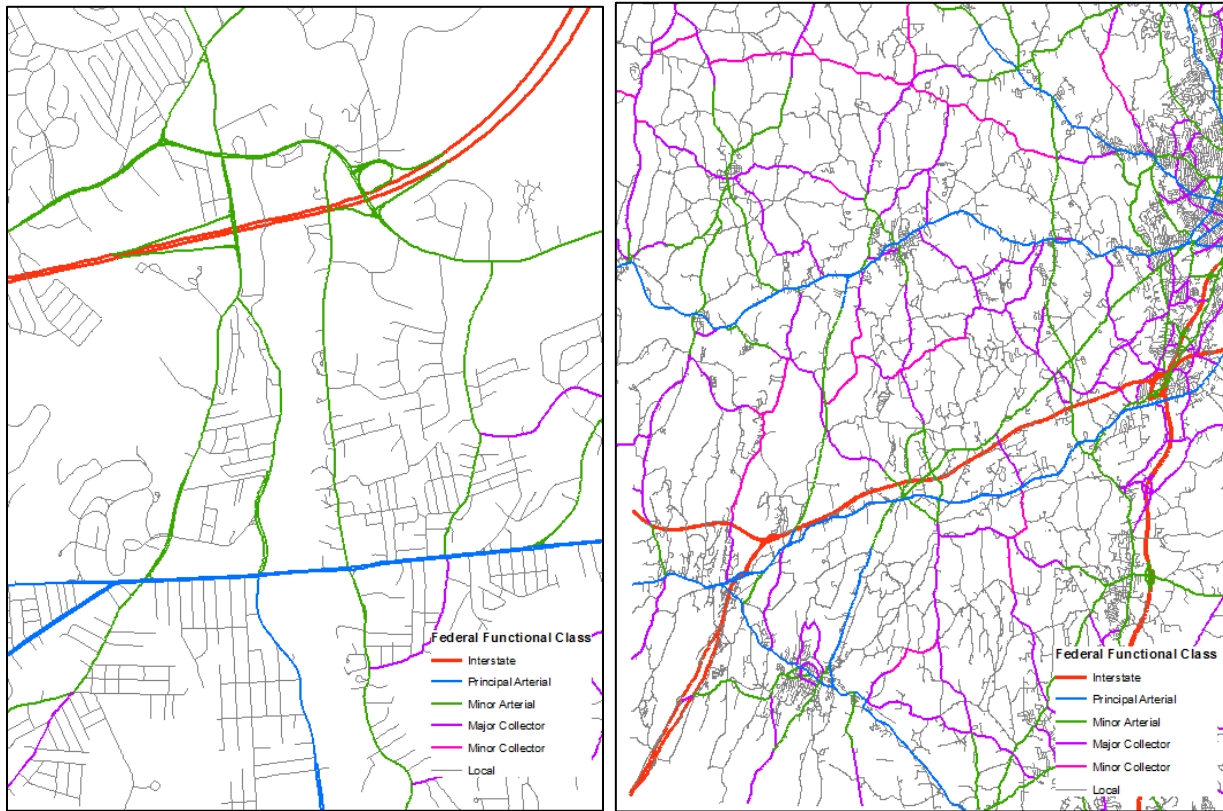 Federal Functional Class
Interstate
Principal Arterial
Minor Arterial
Major Collector
Minor Collector
Local
Federal Functional Class
Interstate
Principal Arterial
Minor Arterial
Major Collector
Minor Collector
Local